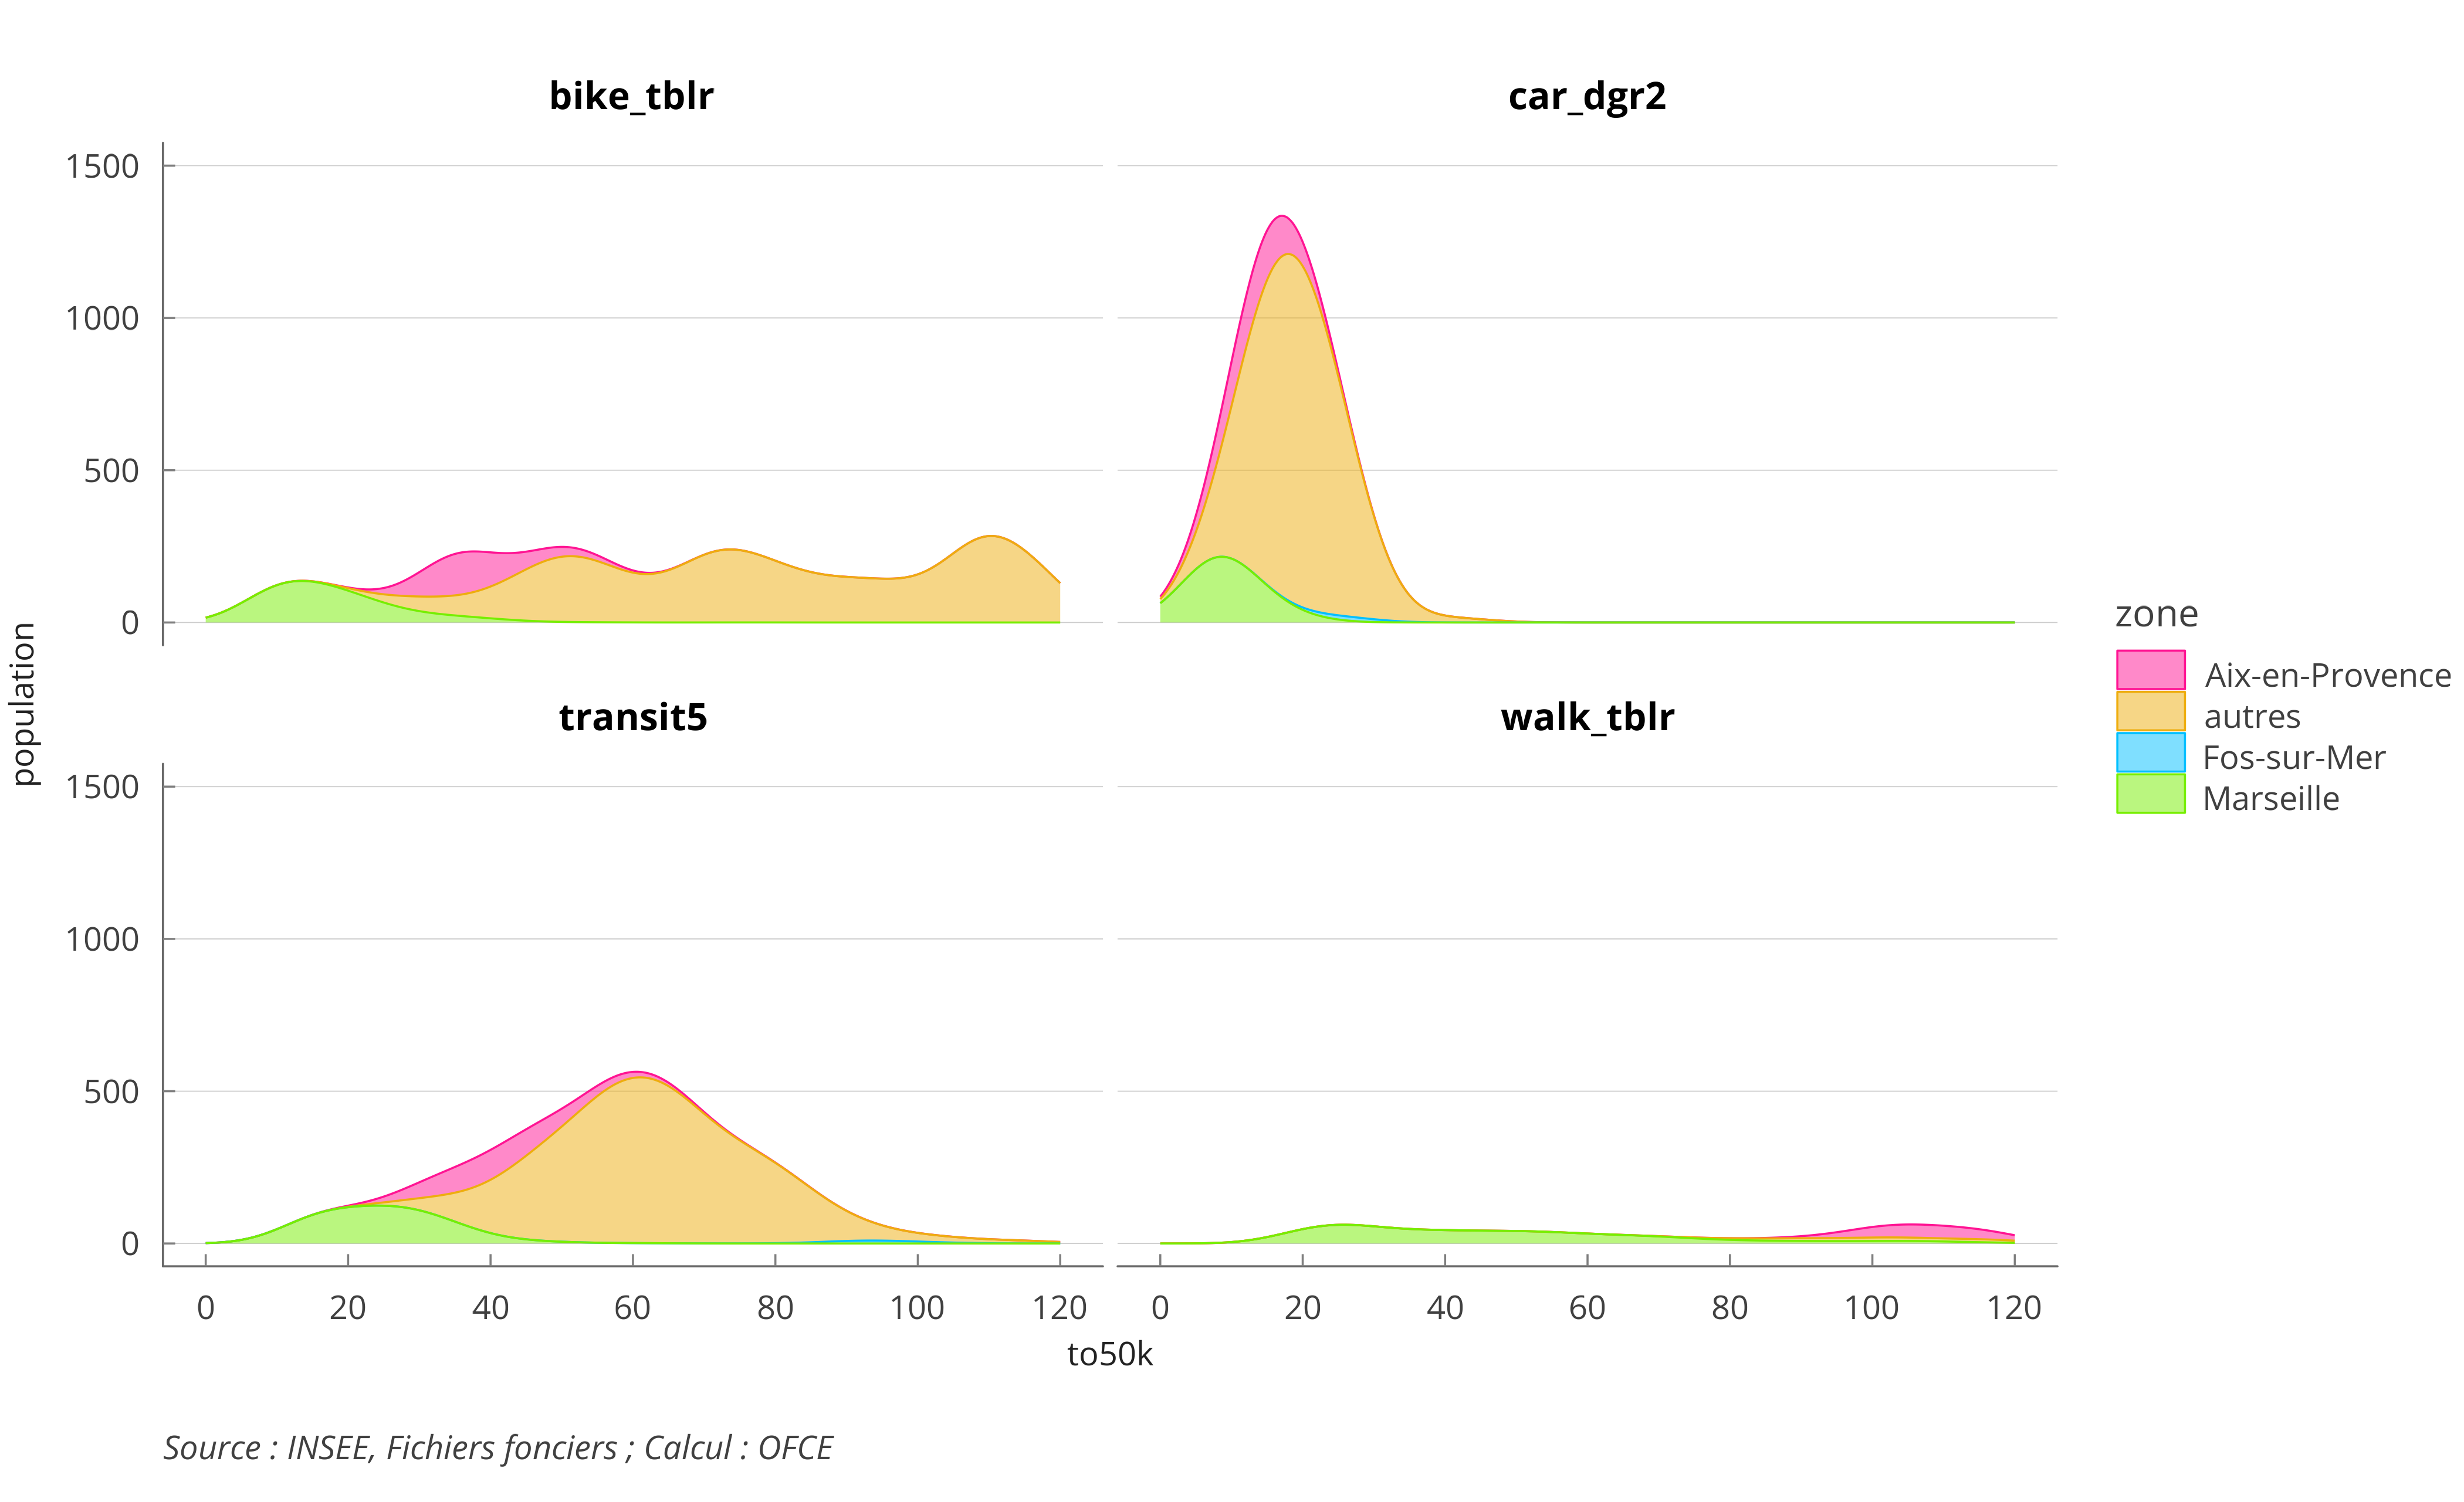 bike_tblr
car_dgr2
1500
1000
500
0
transit5
walk_tblr
1500
1000
500
0
0 20 40 60 80 100 120 0 20 40 60 80 100 120
to50k
population
zone
Aix-en-Provence
autres
Fos-sur-Mer
Marseille
Source : INSEE, Fichiers fonciers ; Calcul : OFCE